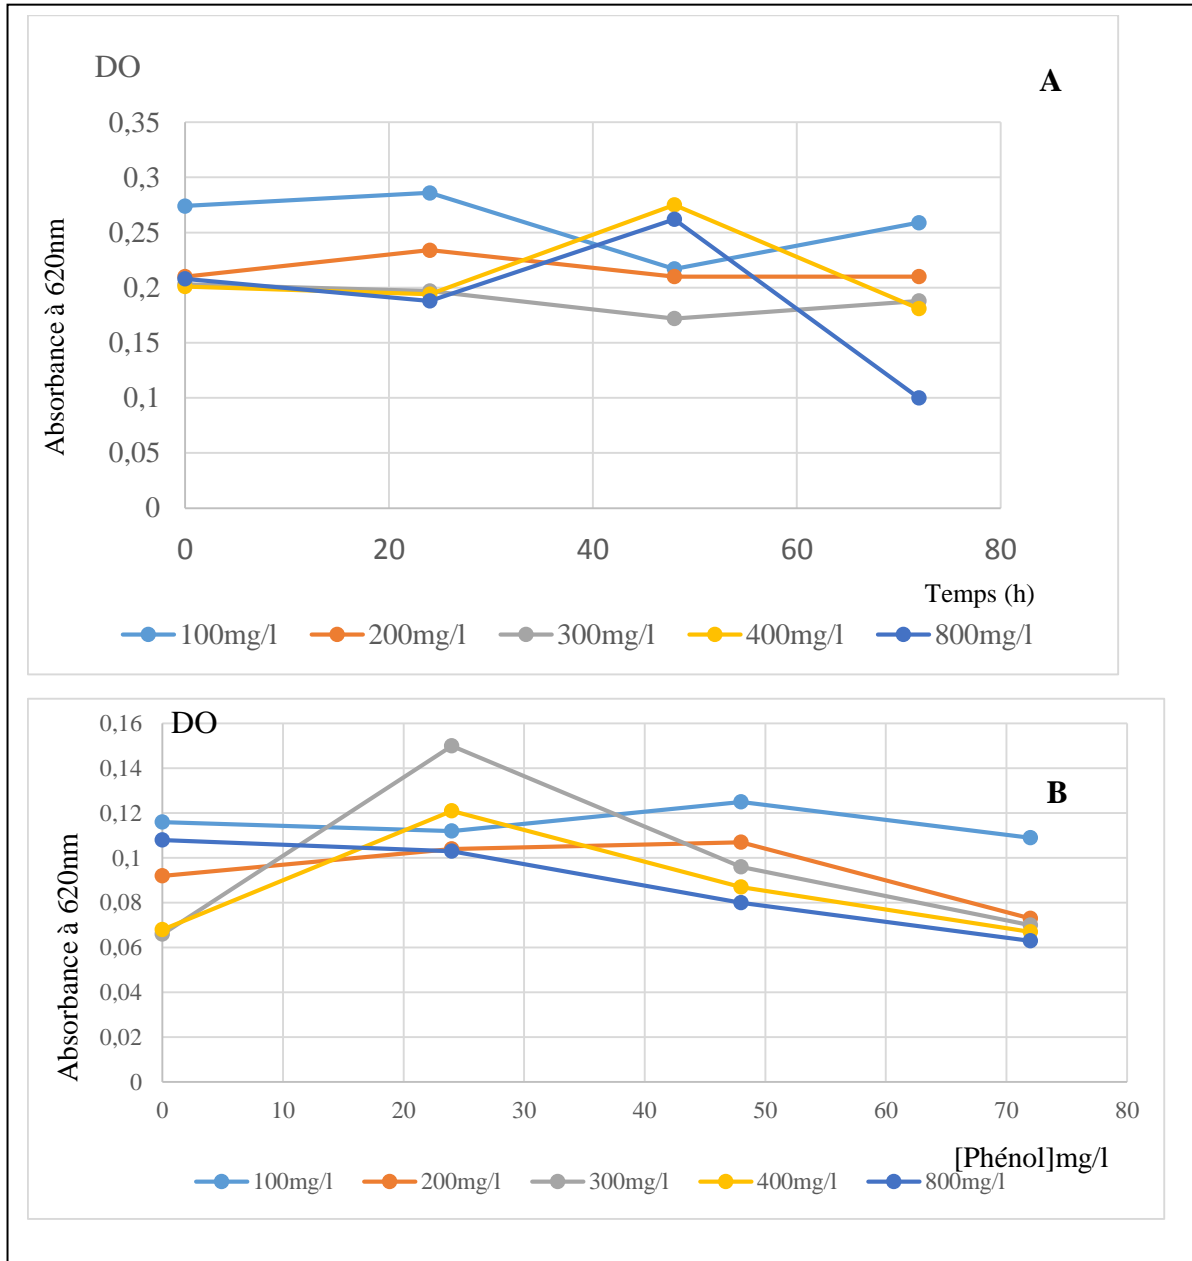 DO
A
0,35
0,3
0,25
0,2
0,15
0,1
0,05
0
Absorbance à 620nm
0 20 40 60 80
Temps (h)
100mg/l 200mg/l 300mg/l 400mg/l 800mg/l
DO
B
0,16
0,14
0,12
0,1
0,08
0,06
0,04
0,02
0
Absorbance à 620nm
0 10 20 30 40 50 60 70 80
[Phénol]mg/l
100mg/l 200mg/l 300mg/l 400mg/l 800mg/l